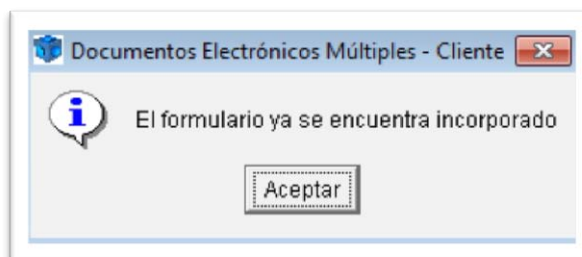 Documentos Electrónicos Múltiples - Cliente
El formulario ya se encuentra incorporado
Aceptar